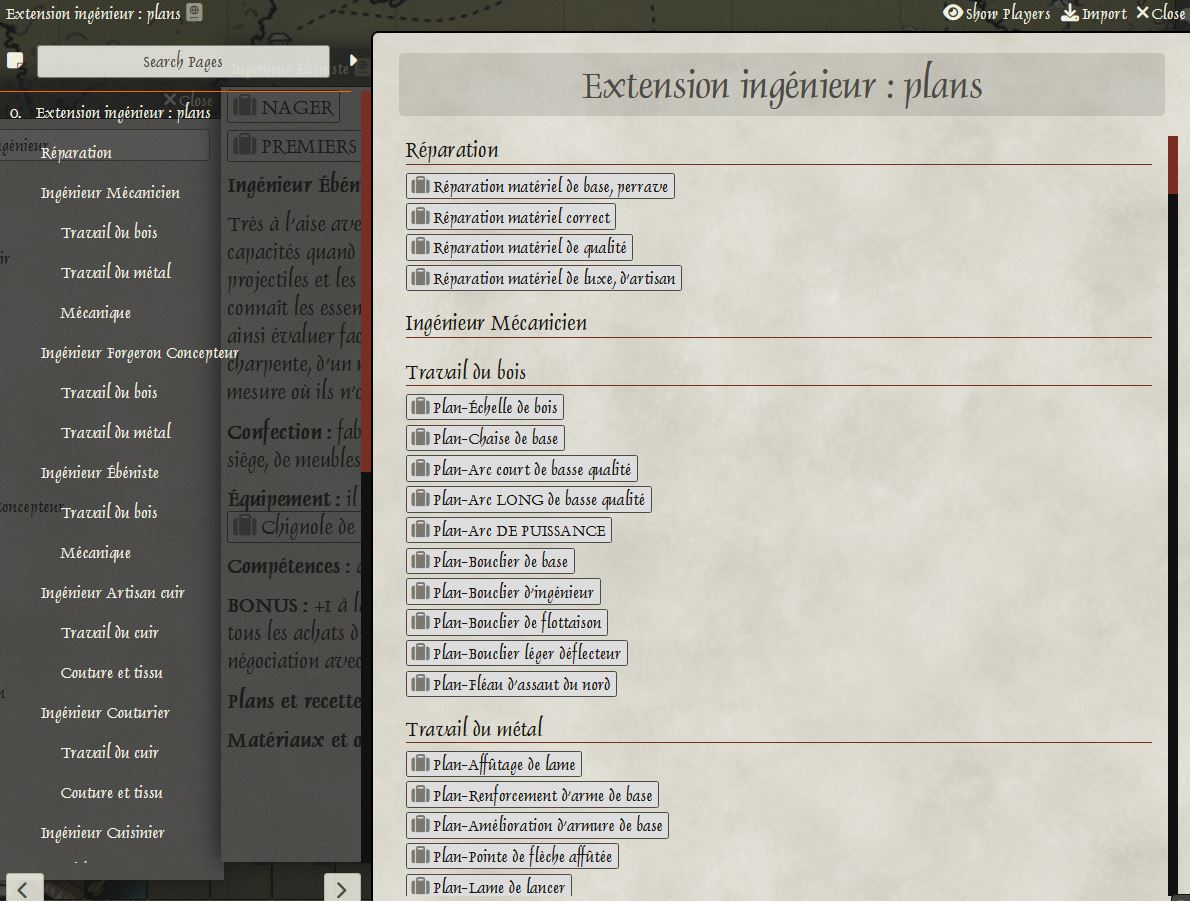 Extension ingénieur : plans
Show Players Import Close
Search Pages
Ingénieur Ébéniste
Close
0. Extension ingénieur : plans
ingénieur
Réparation
Ingénieur Mécanicien
Travail du bois
Travail du métal
Mécanique
Ingénieur Forgeron Concepteur
Travail du bois
Travail du métal
Ingénieur Ébéniste
Concepteur
Travail du bois
Mécanique
Ingénieur Artisan cuir
Travail du cuir
Couture et tissu
Ingénieur Couturier
Travail du cuir
Couture et tissu
Ingénieur Cuisinier
NAGER
PREMIERS
Ingénieur Ében
Très à l'aise ave
capacités quand
projectiles et les
connaît les essen
ainsi évaluer fac
charpente, d'un
mesure où ils n'o
Confection : fab
siège, de meubles
Équipement : il
Chignole de
Compétences :
BONUS : +1 à l
tous les achats d
négociation avec
Plans et recette
Matériaux et o
Extension ingénieur : plans
Réparation
Réparation matériel de base, perrave
Réparation matériel correct
Réparation matériel de qualité
Réparation matériel de luxe, d'artisan
Ingénieur Mécanicien
Travail du bois
Plan-Échelle de bois
Plan-Chaise de base
Plan-Arc court de basse qualité
Plan-Arc LONG de basse qualité
Plan-Arc DE PUISSANCE
Plan-Bouclier de base
Plan-Bouclier d'ingénieur
Plan-Bouclier de flottaison
Plan-Bouclier léger déflecteur
Plan-Fléau d'assaut du nord
Travail du métal
Plan-Affûtage de lame
Plan-Renforcement d'arme de base
Plan-Amélioration d'armure de base
Plan-Pointe de flèche affûtée
Plan-Lame de lancer